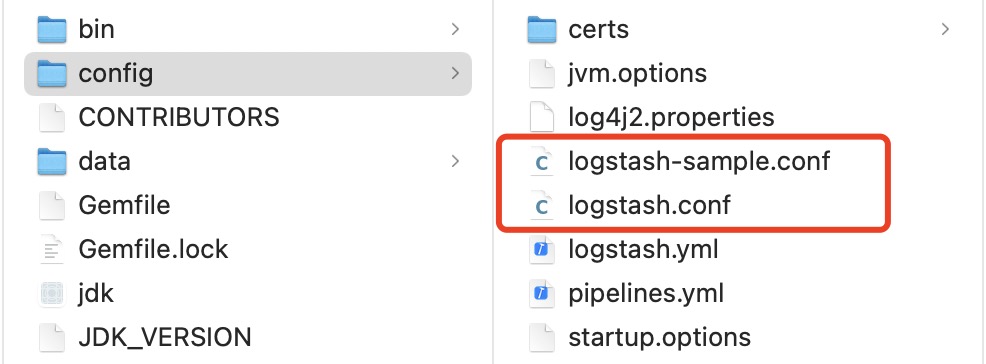 bin
config
CONTRIBUTORS
data
Gemfile
Gemfile.lock
jdk
JDK_VERSION
certs
jvm.options
log4j2.properties
logstash-sample.conf
logstash.conf
logstash.yml
pipelines.yml
startup.options